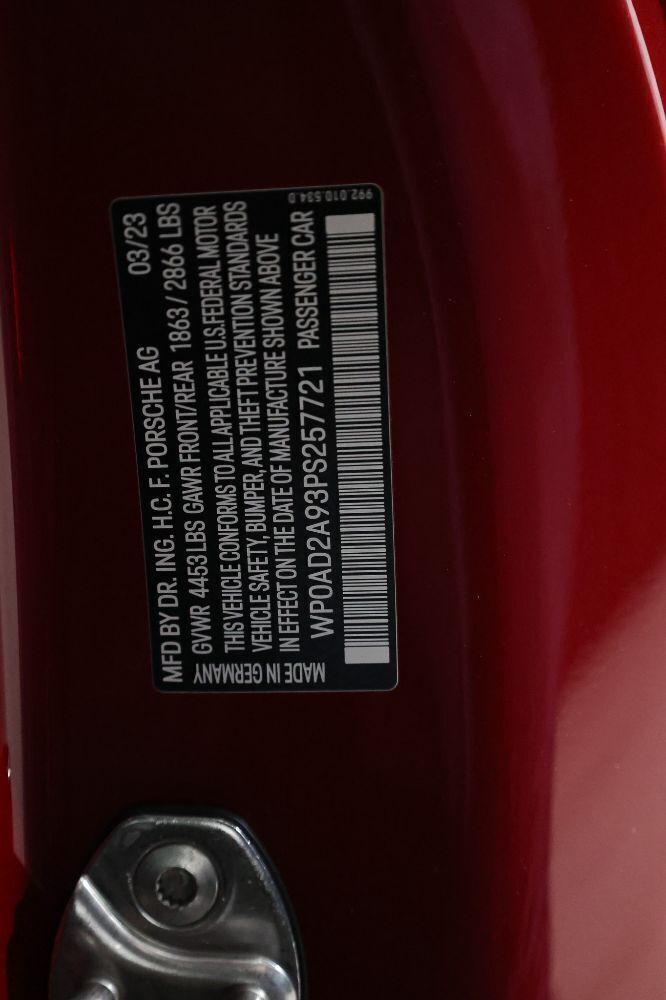 MFD BY DR. ING. H.C. F. PORSCHE AG 03/23
GVWR 4453 LBS GAWR FRONT/REAR 1863 / 2866 LBS
THIS VEHICLE CONFORMS TO ALL APPLICABLE U.S. FEDERAL MOTOR
VEHICLE SAFETY, BUMPER, AND THEFT PREVENTION STANDARDS
IN EFFECT ON THE DATE OF MANUFACTURE SHOWN ABOVE
WP0AD2A93PS257721 PASSENGER CAR
MADE IN GERMANY
992.010.534.D